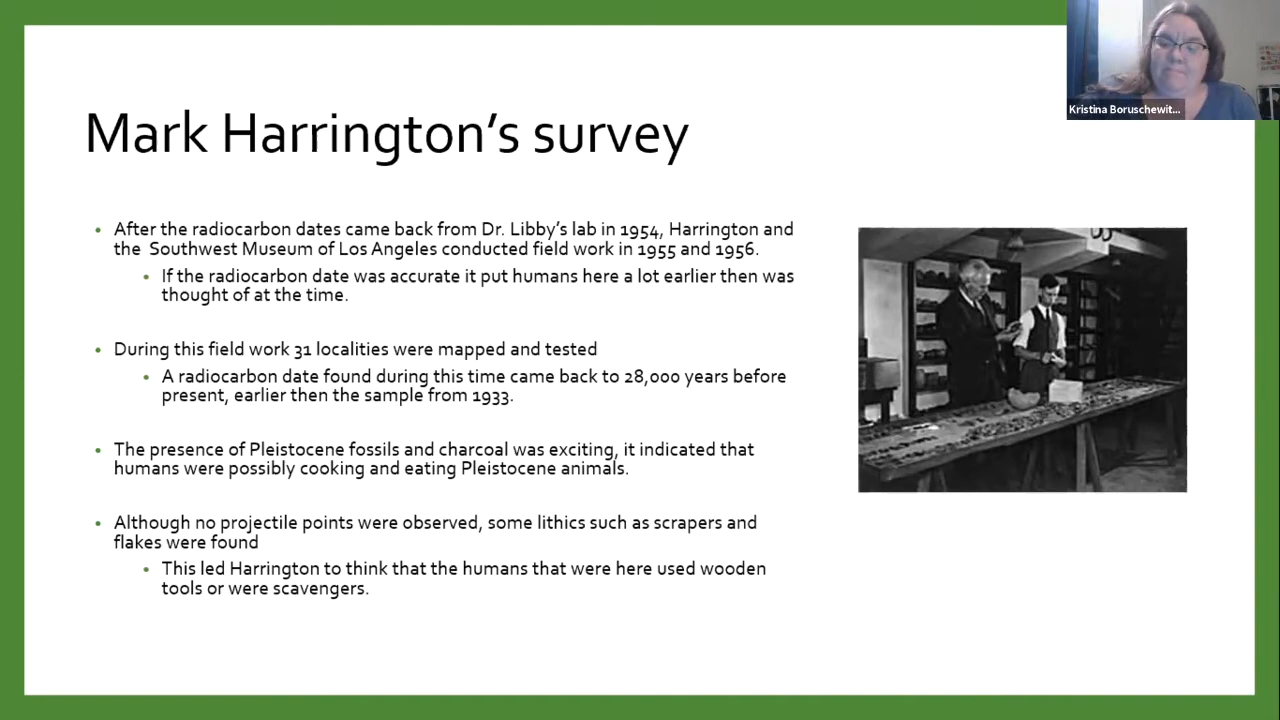 Kristina Boruschewit...
Mark Harrington's survey
• After the radiocarbon dates came back from Dr. Libby's lab in 1954, Harrington and
the Southwest Museum of Los Angeles conducted field work in 1955 and 1956.
• If the radiocarbon date was accurate it put humans here a lot earlier then was
thought of at the time.
• During this field work 31 localities were mapped and tested
• A radiocarbon date found during this time came back to 28,000 years before
present, earlier then the sample from 1933.
• The presence of Pleistocene fossils and charcoal was exciting, it indicated that
humans were possibly cooking and eating Pleistocene animals.
• Although no projectile points were observed, some lithics such as scrapers and
flakes were found
• This led Harrington to think that the humans that were here used wooden
tools or were scavengers.